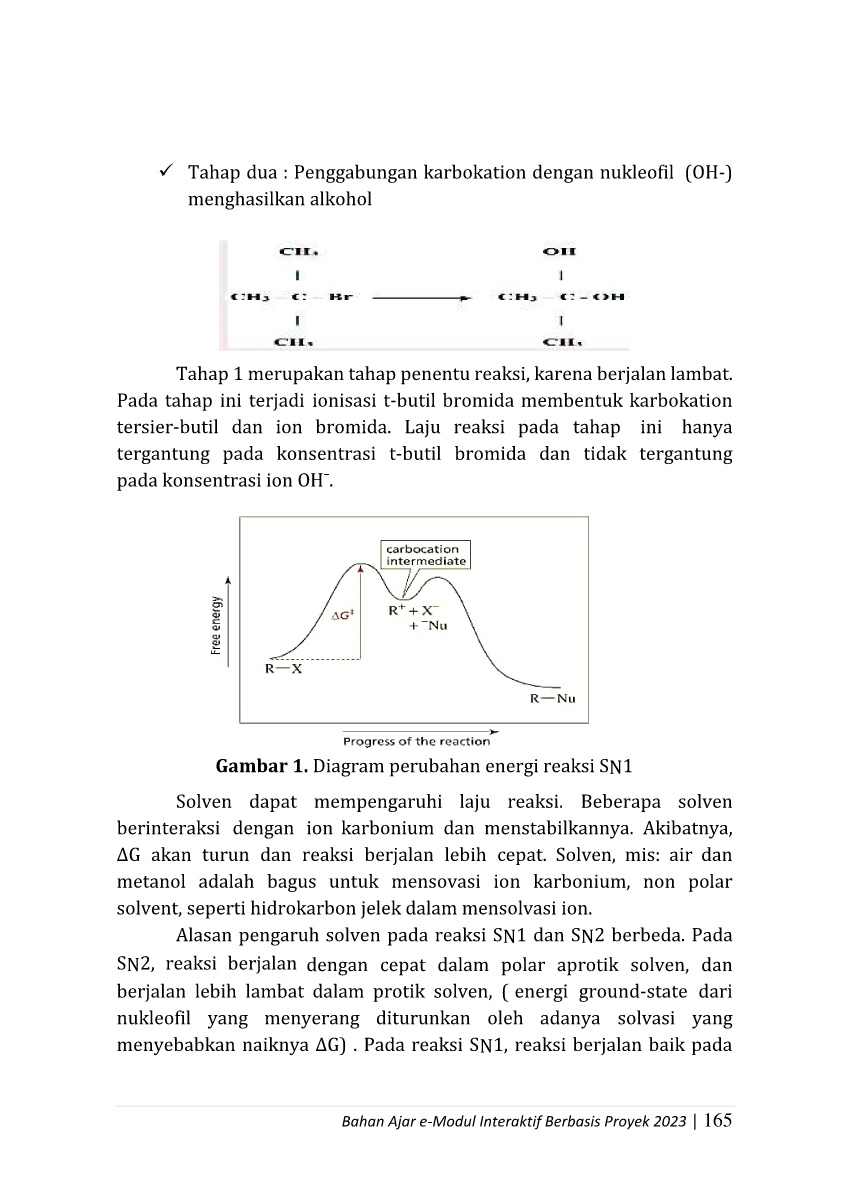 ✓ Tahap dua : Penggabungan karbokation dengan nukleofil (OH-)
menghasilkan alkohol
CH₃ OH
CH3 – C – Br CH3 – C – OH
CH₃ CH₃
Tahap 1 merupakan tahap penentu reaksi, karena berjalan lambat.
Pada tahap ini terjadi ionisasi t-butil bromida membentuk karbokation
tersier-butil dan ion bromida. Laju reaksi pada tahap ini hanya
tergantung pada konsentrasi t-butil bromida dan tidak tergantung
pada konsentrasi ion OH⁻.
carbocation
intermediate
Free energy
ΔG‡
R⁺ + X⁻
+ ⁻Nu
R—X
R—Nu
Progress of the reaction
Gambar 1. Diagram perubahan energi reaksi SN1
Solven dapat mempengaruhi laju reaksi. Beberapa solven
berinteraksi dengan ion karbonium dan menstabilkannya. Akibatnya,
ΔG akan turun dan reaksi berjalan lebih cepat. Solven, mis: air dan
metanol adalah bagus untuk mensovasi ion karbonium, non polar
solvent, seperti hidrokarbon jelek dalam mensolvasi ion.
Alasan pengaruh solven pada reaksi SN1 dan SN2 berbeda. Pada
SN2, reaksi berjalan dengan cepat dalam polar aprotik solven, dan
berjalan lebih lambat dalam protik solven, ( energi ground-state dari
nukleofil yang menyerang diturunkan oleh adanya solvasi yang
menyebabkan naiknya ΔG) . Pada reaksi SN1, reaksi berjalan baik pada
Bahan Ajar e-Modul Interaktif Berbasis Proyek 2023 | 165